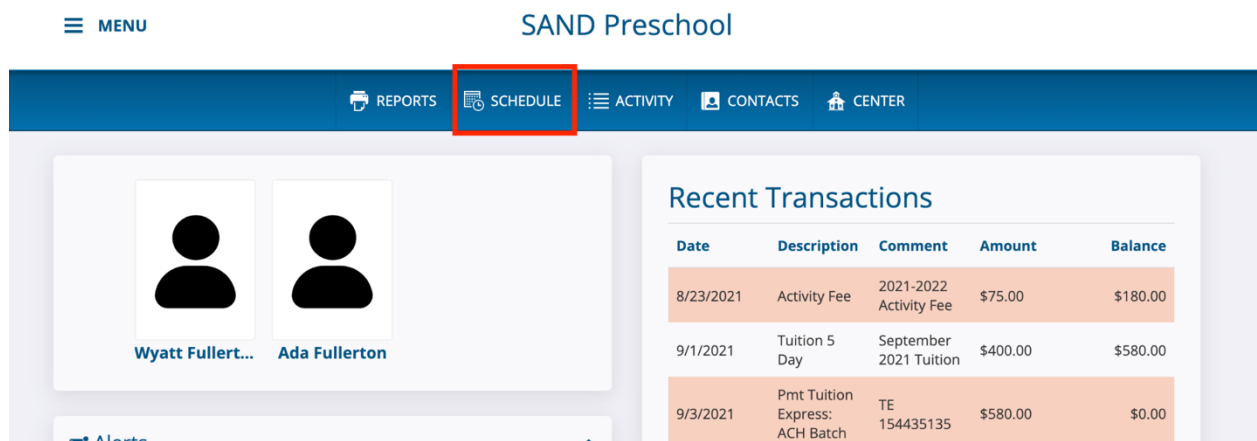 MENU
SAND Preschool
REPORTS SCHEDULE ACTIVITY CONTACTS CENTER
Wyatt Fullert... Ada Fullerton
Alerts
Recent Transactions
Date Description Comment Amount Balance
8/23/2021 Activity Fee 2021-2022 Activity Fee $75.00 $180.00
9/1/2021 Tuition 5 Day September 2021 Tuition $400.00 $580.00
9/3/2021 Pmt Tuition Express: ACH Batch TE 154435135 $580.00 $0.00